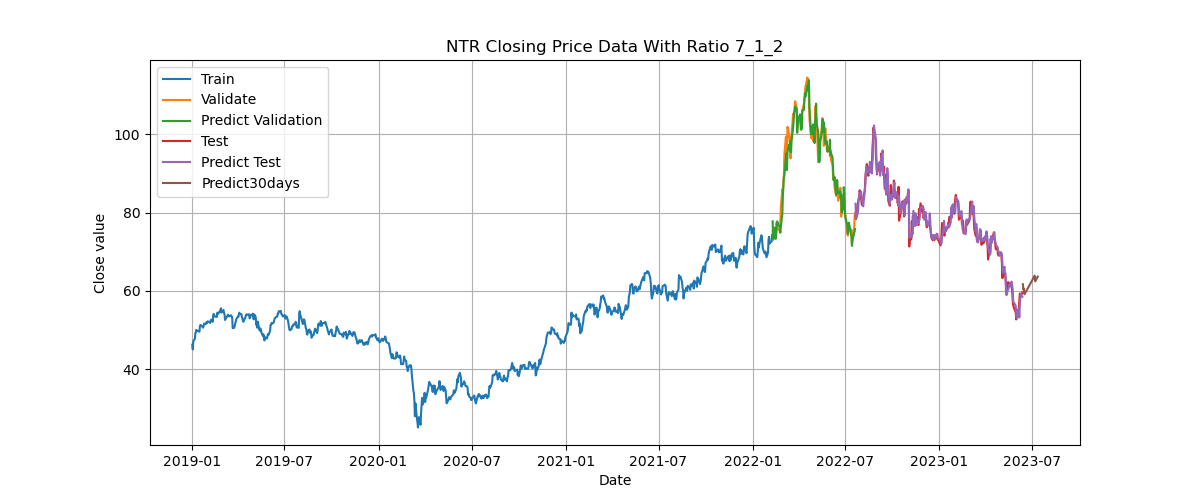 NTR Closing Price Data With Ratio 7_1_2
Train
Validate
Predict Validation
Test
Predict Test
Predict30days
Close value
100
80
60
40
2019-01 2019-07 2020-01 2020-07 2021-01 2021-07 2022-01 2022-07 2023-01 2023-07
Date